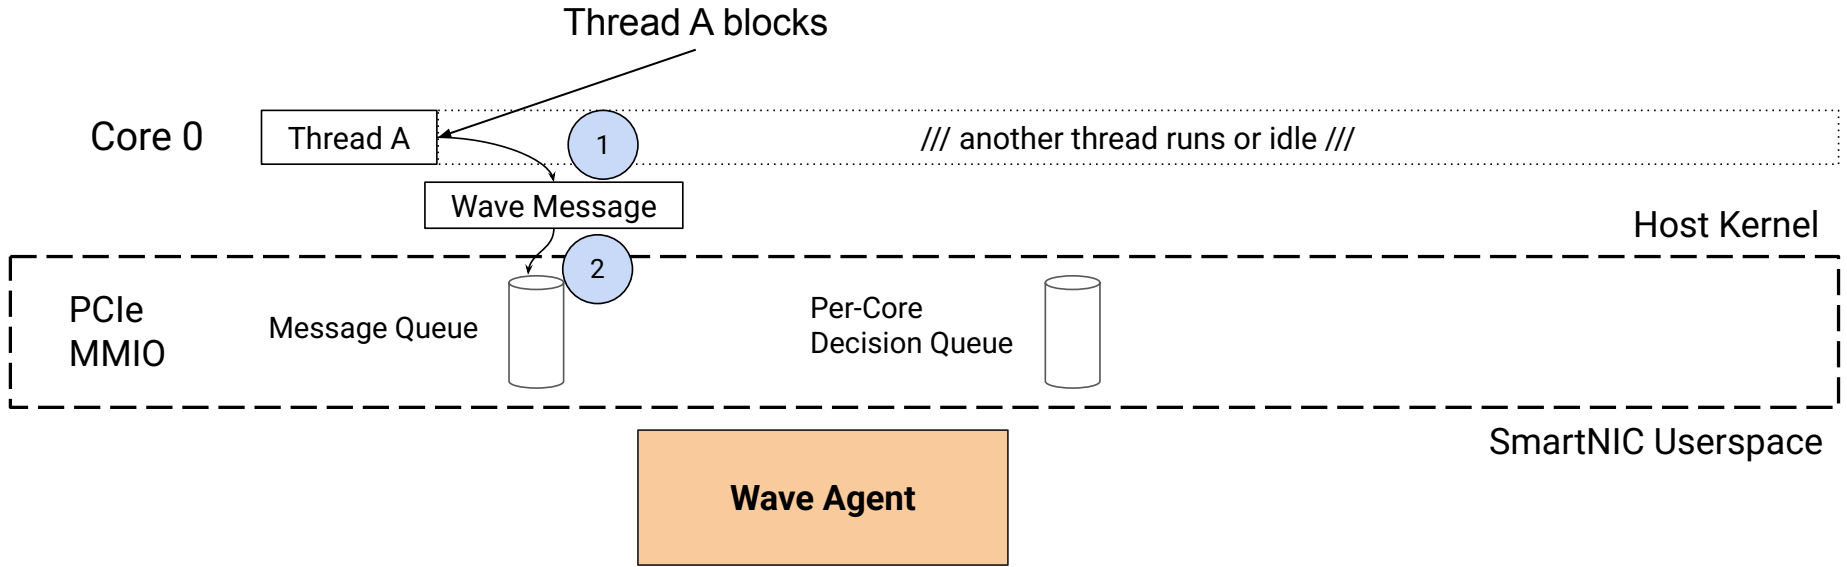 Thread A blocks
Core 0
Thread A
1
/// another thread runs or idle ///
Wave Message
Host Kernel
2
PCIe
MMIO
Message Queue
Per-Core
Decision Queue
SmartNIC Userspace
Wave Agent